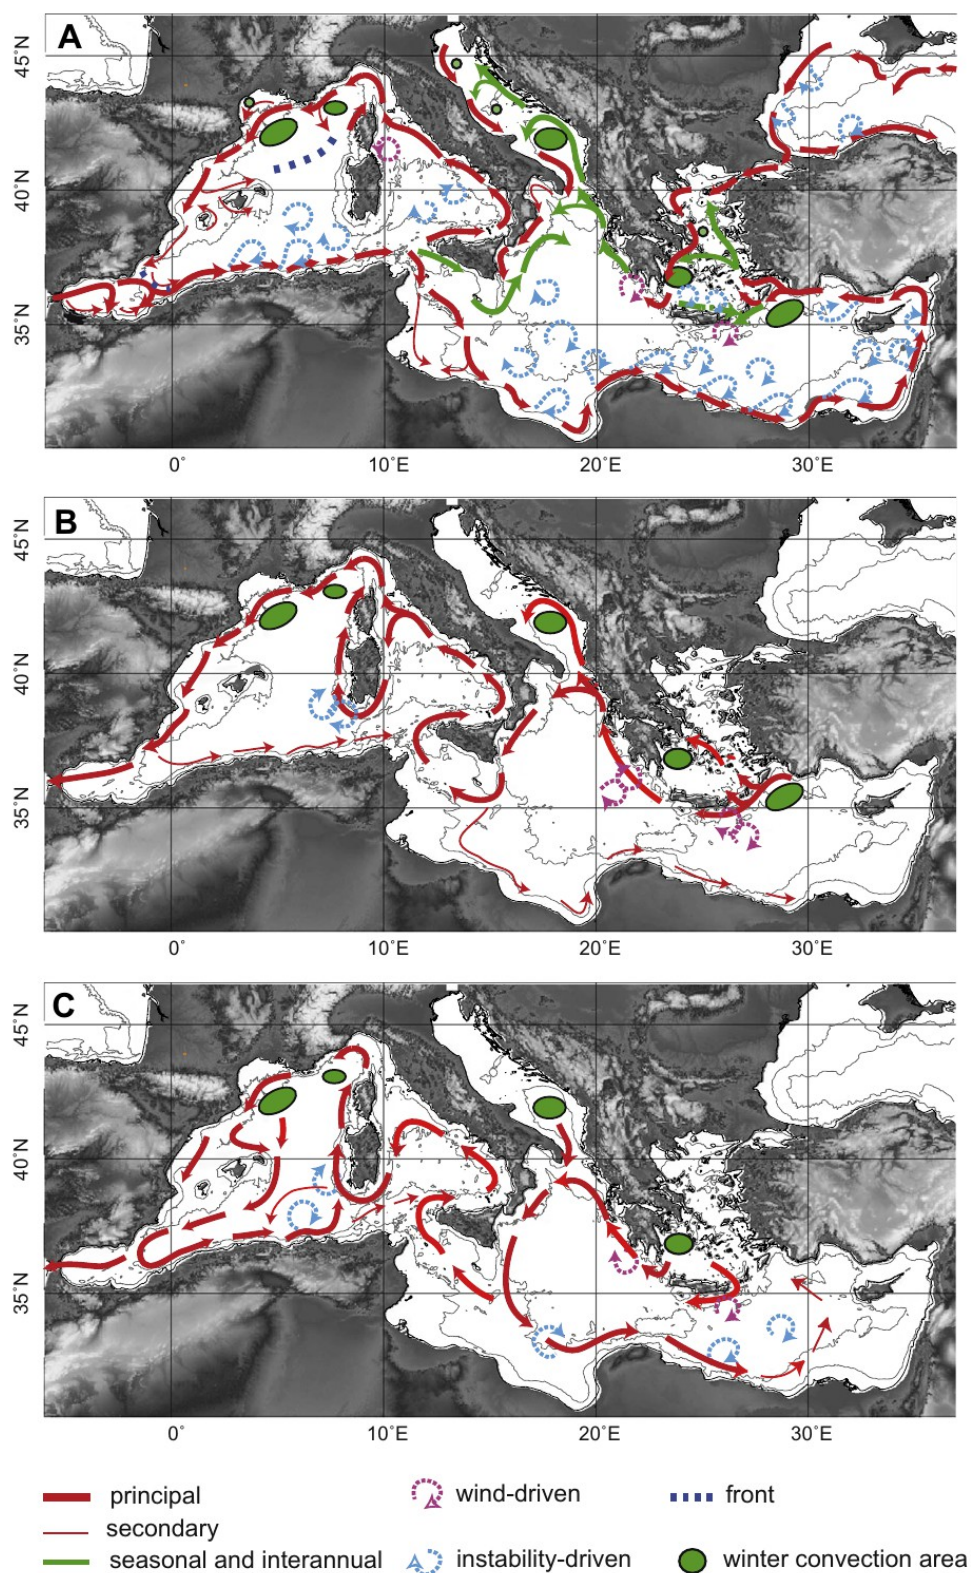 A
45°N
40°N
35°N
0°
10°E
20°E
30°E
B
45°N
40°N
35°N
0°
10°E
20°E
30°E
C
45°N
40°N
35°N
0°
10°E
20°E
30°E
principal
wind-driven
front
secondary
seasonal and interannual
instability-driven
winter convection area